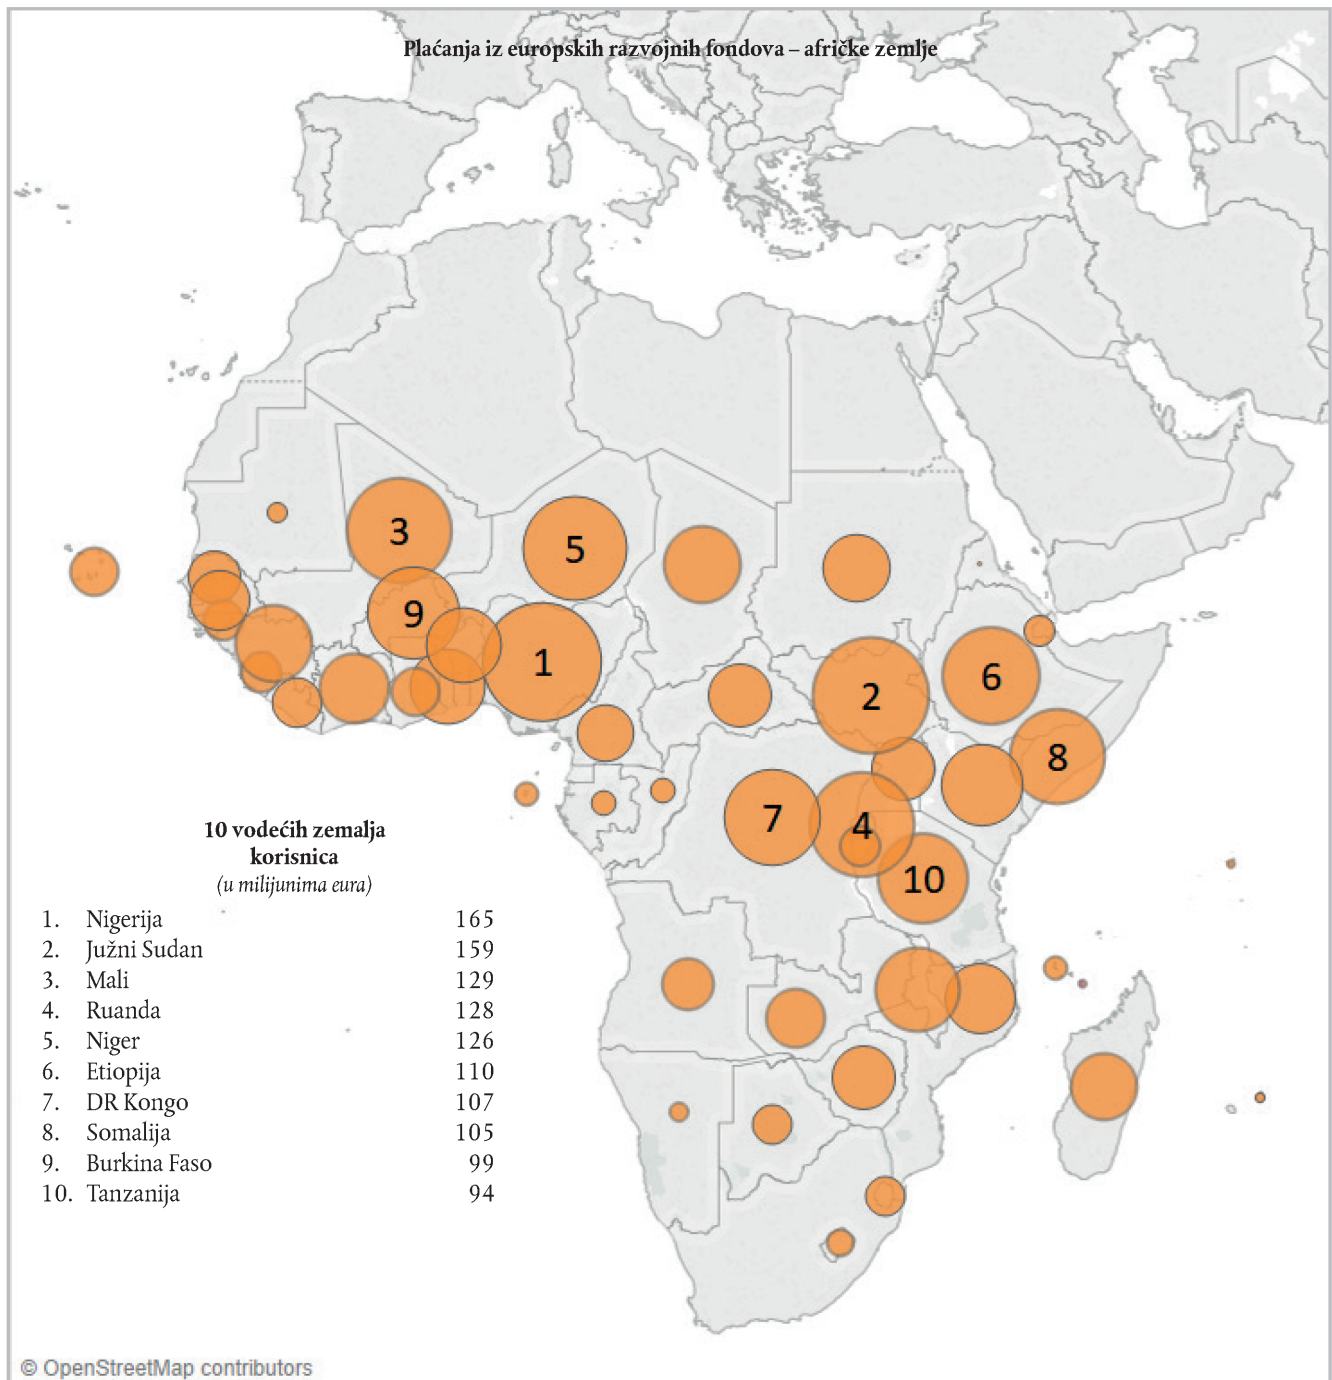 Plaćanja iz europskih razvojnih fondova – afričke zemlje
3
5
9
1
2
6
8
7
4
10
10 vodećih zemalja
korisnica
(u milijunima eura)
1. Nigerija 165
2. Južni Sudan 159
3. Mali 129
4. Ruanda 128
5. Niger 126
6. Etiopija 110
7. DR Kongo 107
8. Somalija 105
9. Burkina Faso 99
10. Tanzanija 94
© OpenStreetMap contributors